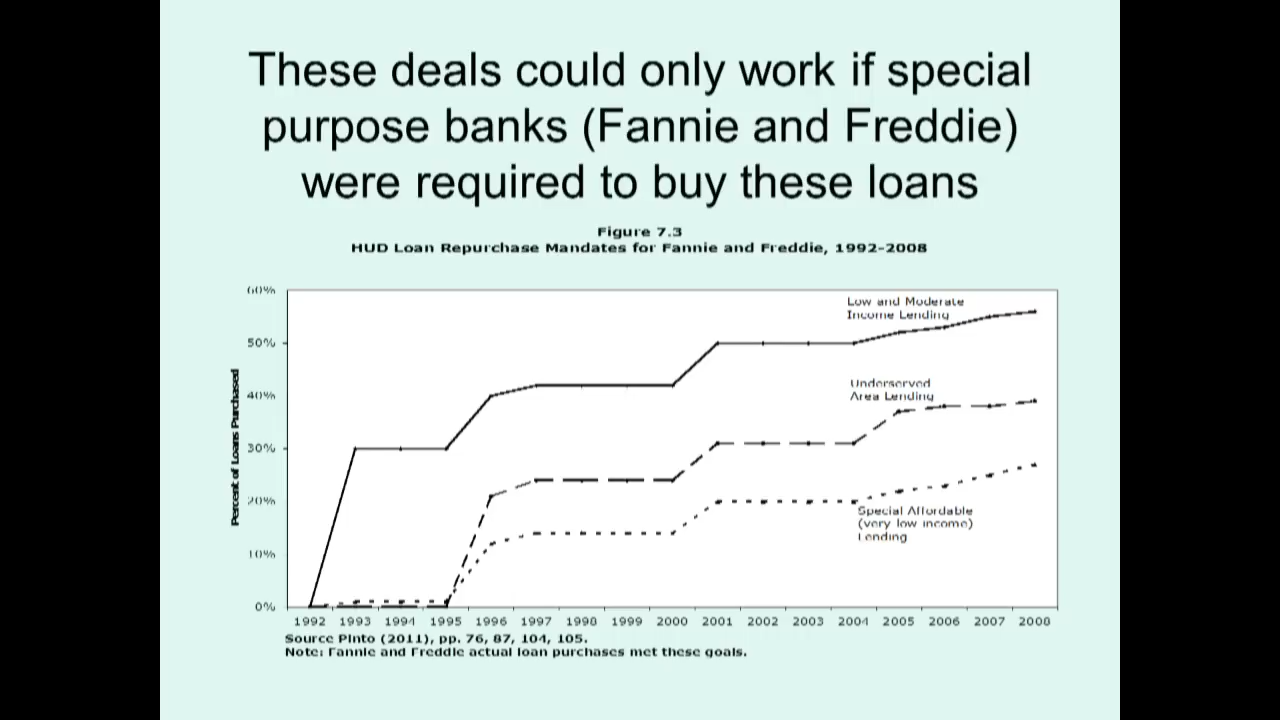 These deals could only work if special
purpose banks (Fannie and Freddie)
were required to buy these loans
Figure 7.3
HUD Loan Repurchase Mandates for Fannie and Freddie, 1992-2008
60%
50%
40%
30%
20%
10%
0%
Percent of Loans Purchased
Low and Moderate
Income Lending
Underserved
Area Lending
Special Affordable
(very low income)
Lending
1992 1993 1994 1995 1996 1997 1998 1999 2000 2001 2002 2003 2004 2005 2006 2007 2008
Source Pinto (2011), pp. 76, 87, 104, 105.
Note: Fannie and Freddie actual loan purchases met these goals.